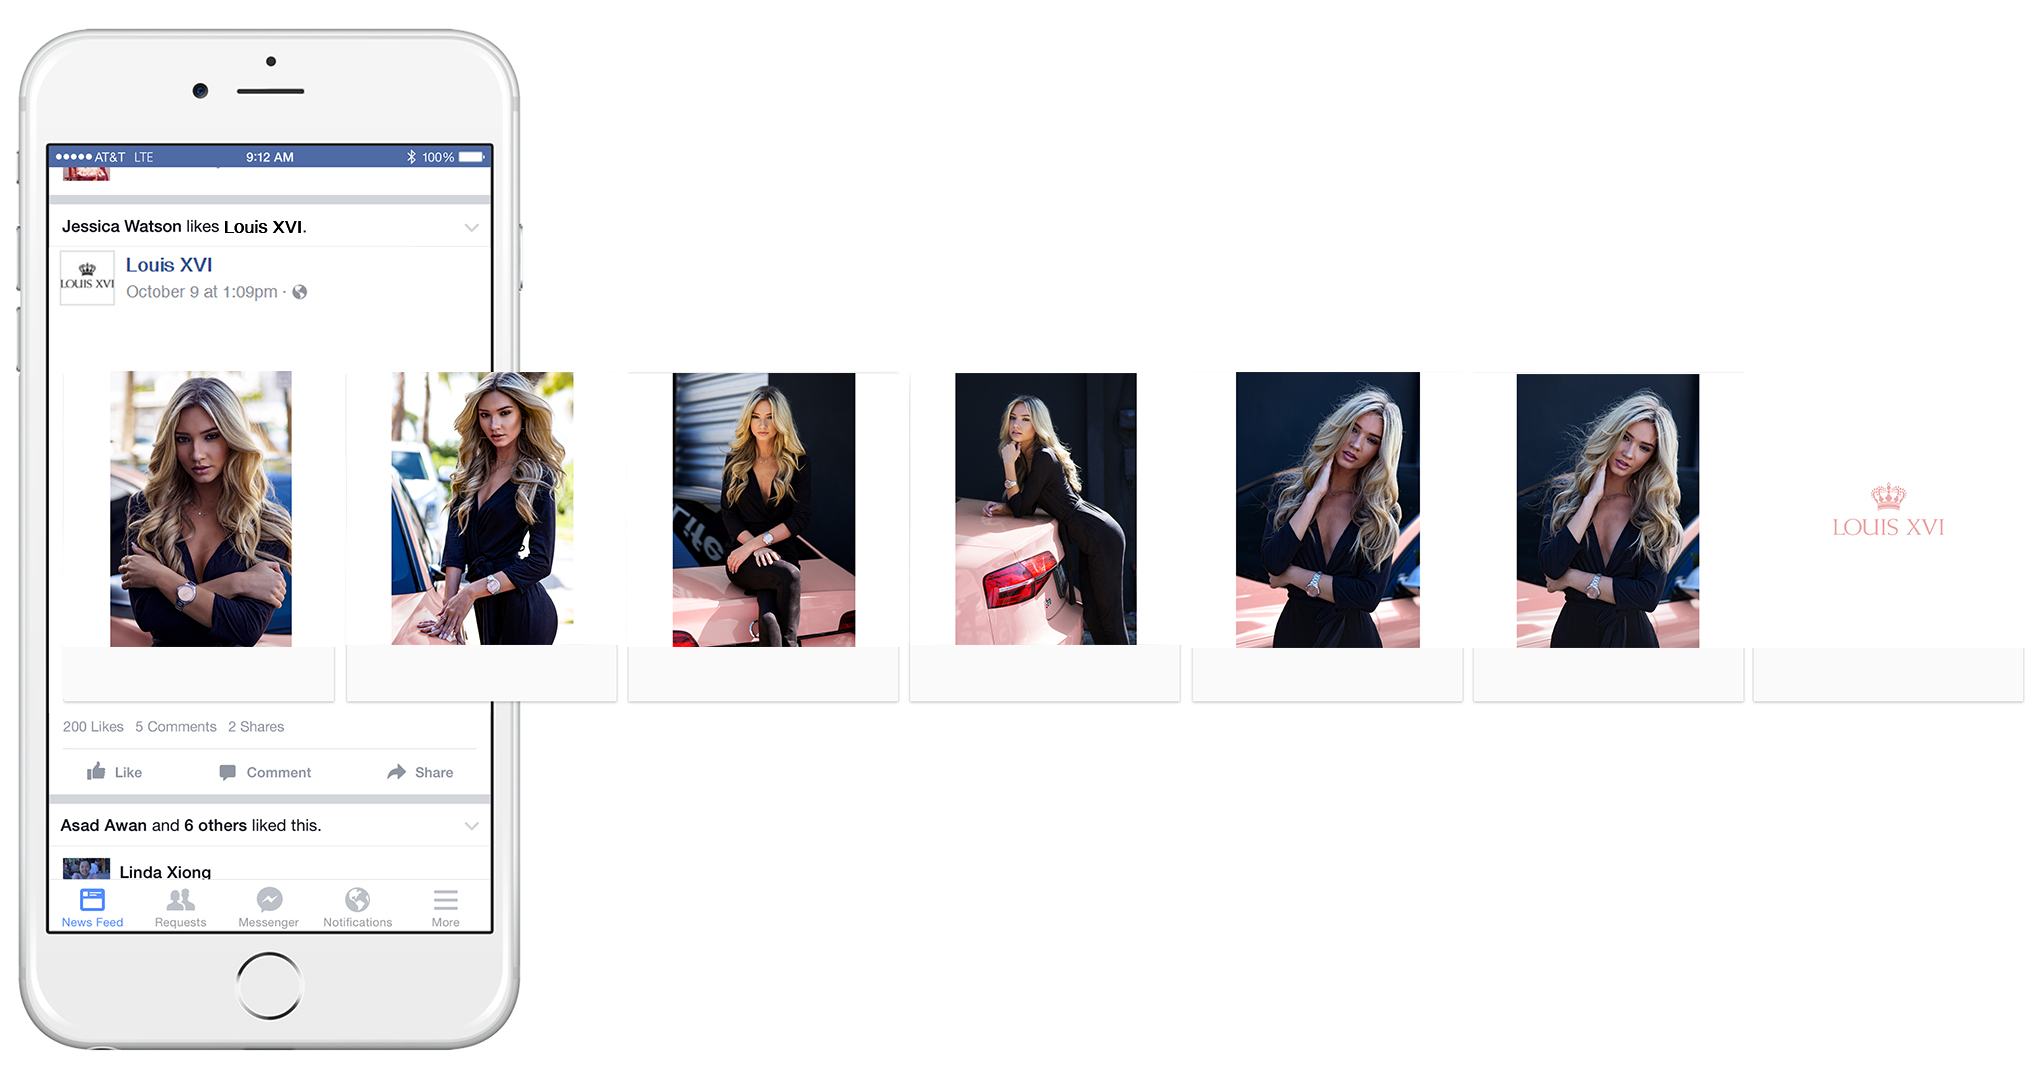 AT&T LTE 9:12 AM 100%
Jessica Watson likes Louis XVI.
LOUIS XVI
Louis XVI
October 9 at 1:09pm ·
LOUIS XVI
200 Likes 5 Comments 2 Shares
Like Comment Share
Asad Awan and 6 others liked this.
Linda Xiong
News Feed Requests Messenger Notifications More